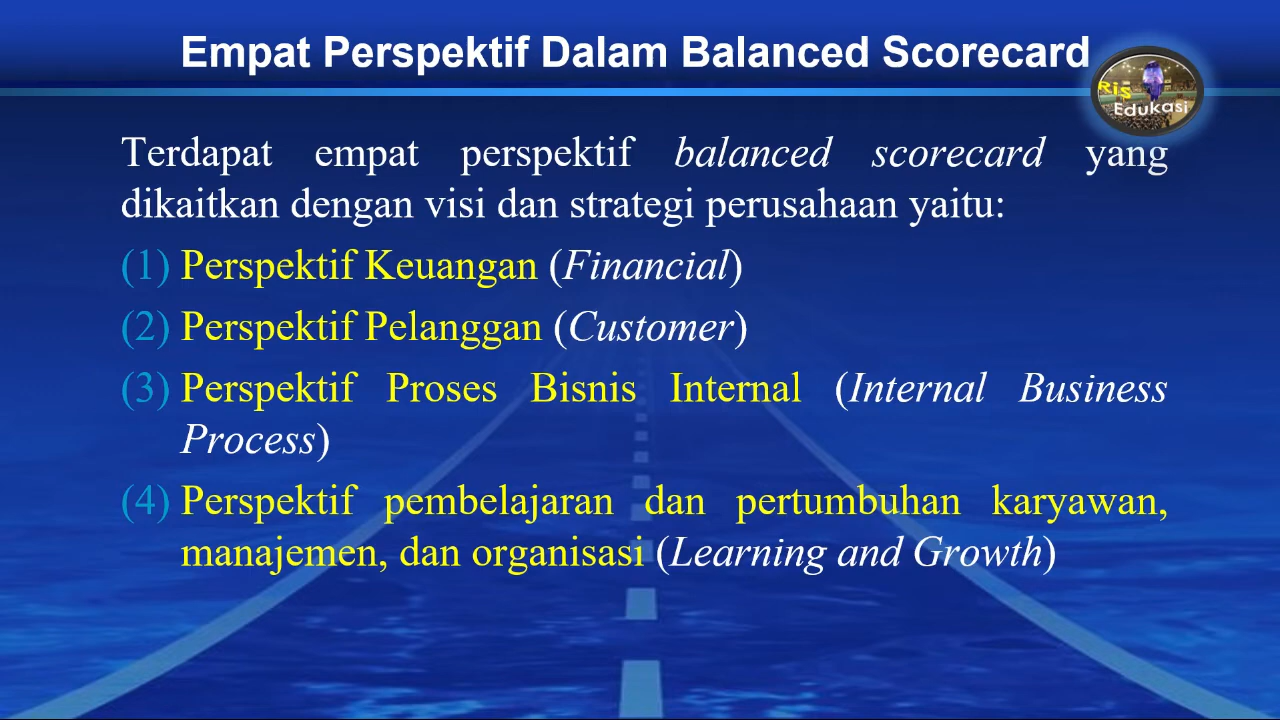 Empat Perspektif Dalam Balanced Scorecard
Ris
Edukasi
Terdapat empat perspektif balanced scorecard yang
dikaitkan dengan visi dan strategi perusahaan yaitu:
(1) Perspektif Keuangan (Financial)
(2) Perspektif Pelanggan (Customer)
(3) Perspektif Proses Bisnis Internal (Internal Business
Process)
(4) Perspektif pembelajaran dan pertumbuhan karyawan,
manajemen, dan organisasi (Learning and Growth)